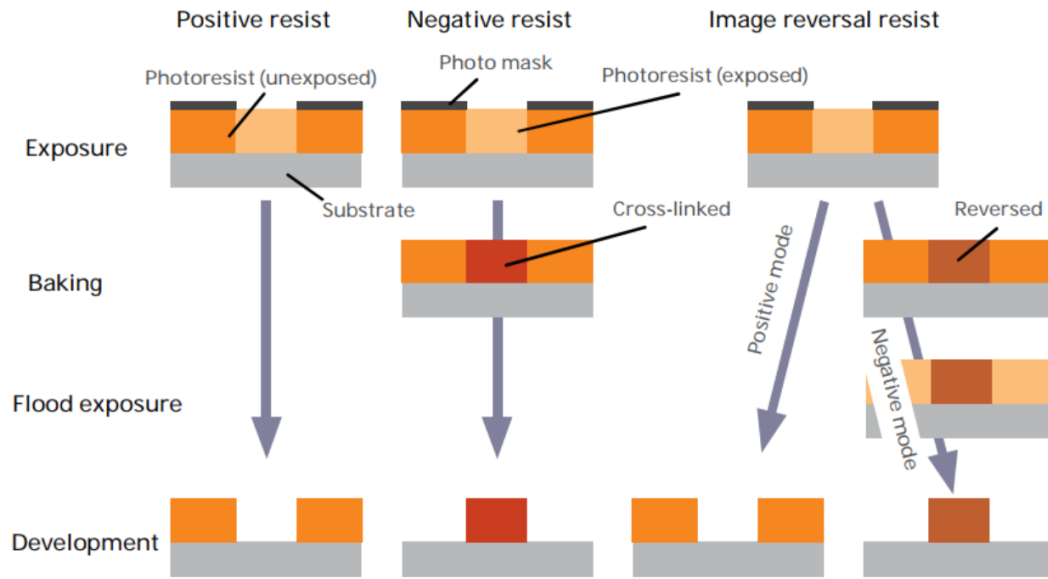 Positive resist
Negative resist
Image reversal resist
Photo mask
Photoresist (unexposed)
Photoresist (exposed)
Exposure
Substrate
Cross-linked
Reversed
Baking
Positive mode
Negative mode
Flood exposure
Development